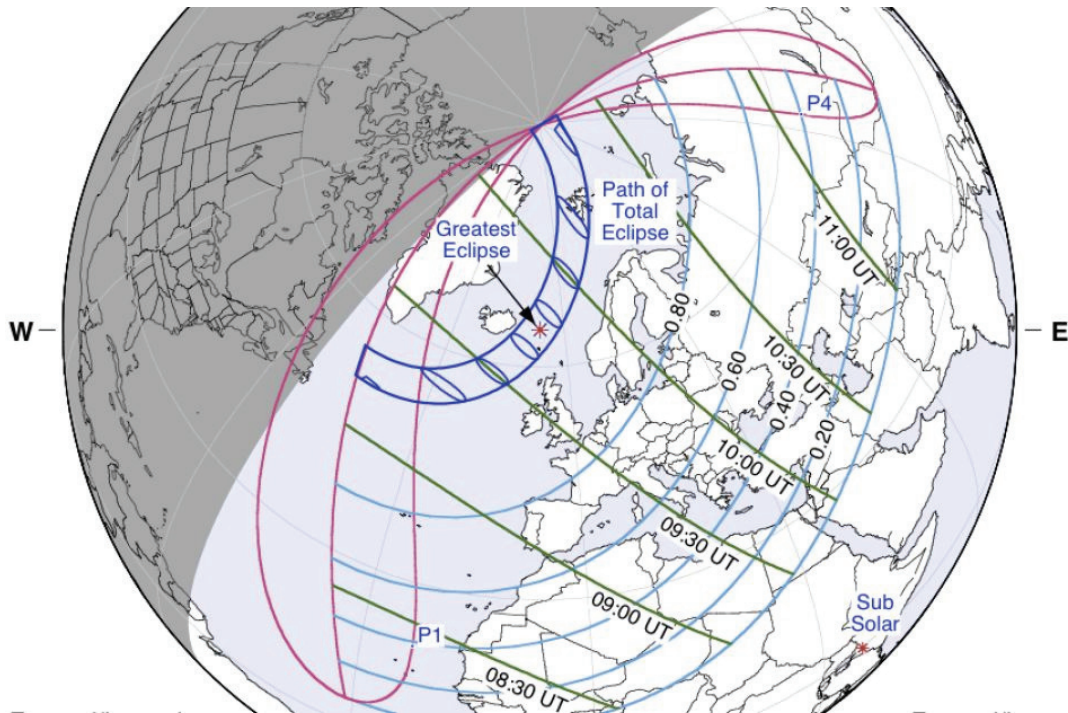 Greatest
Eclipse
Path of
Total
Eclipse
P4
11:00 UT
W
E
0.80
0.60
0.40
0.20
10:30 UT
10:00 UT
09:30 UT
09:00 UT
08:30 UT
P1
Sub
Solar